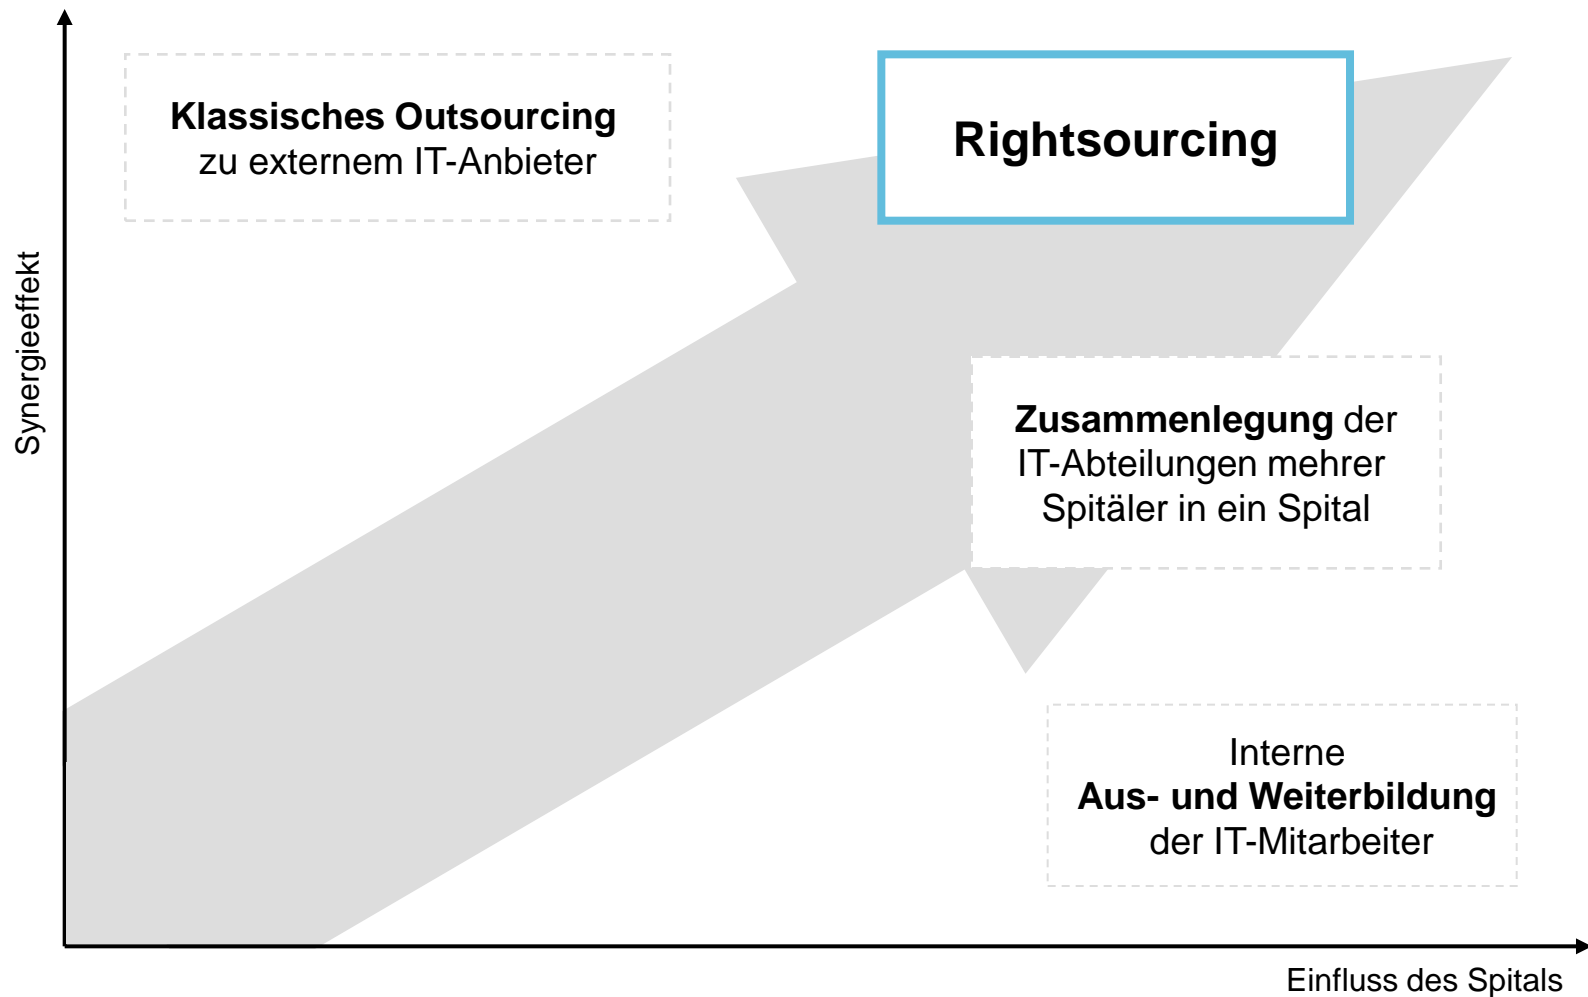 Klassisches Outsourcing
zu externem IT-Anbieter
Rightsourcing
Synergieeffekt
Zusammenlegung der
IT-Abteilungen mehrer
Spitäler in ein Spital
Interne
Aus- und Weiterbildung
der IT-Mitarbeiter
Einfluss des Spitals